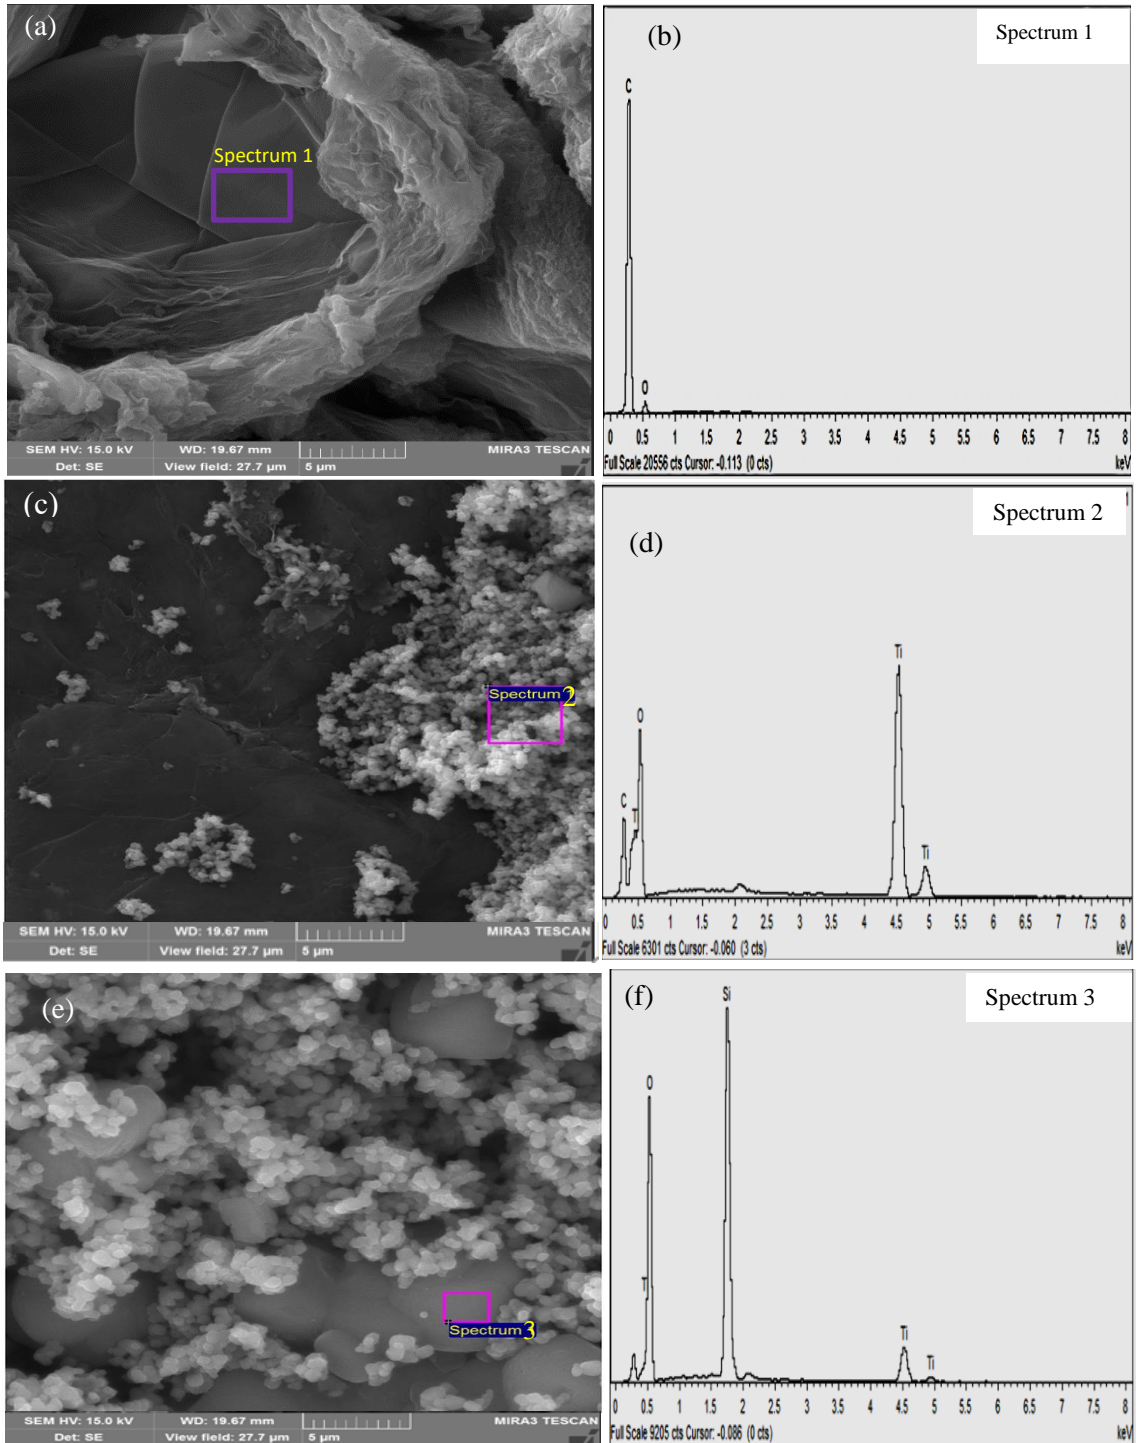 (a)
Spectrum 1
SEM HV: 15.0 kV WD: 19.67 mm MIRA3 TESCAN
Det: SE View field: 27.7 µm 5 µm
(b)
Spectrum 1
C
O
0 0.5 1 1.5 2 2.5 3 3.5 4 4.5 5 5.5 6 6.5 7 7.5 8
Full Scale 20556 cts Cursor: -0.113 (0 cts) keV
(c)
Spectrum 2
SEM HV: 15.0 kV WD: 19.67 mm MIRA3 TESCAN
Det: SE View field: 27.7 µm 5 µm
(d)
Spectrum 2
Ti
O
C
Ti
Ti
0 0.5 1 1.5 2 2.5 3 3.5 4 4.5 5 5.5 6 6.5 7 7.5 8
Full Scale 6301 cts Cursor: -0.060 (3 cts) keV
(e)
Spectrum 3
SEM HV: 15.0 kV WD: 19.67 mm MIRA3 TESCAN
Det: SE View field: 27.7 µm 5 µm
(f)
Spectrum 3
Si
O
T
Ti
Ti
0 0.5 1 1.5 2 2.5 3 3.5 4 4.5 5 5.5 6 6.5 7 7.5 8
Full Scale 9205 cts Cursor: -0.086 (0 cts) keV